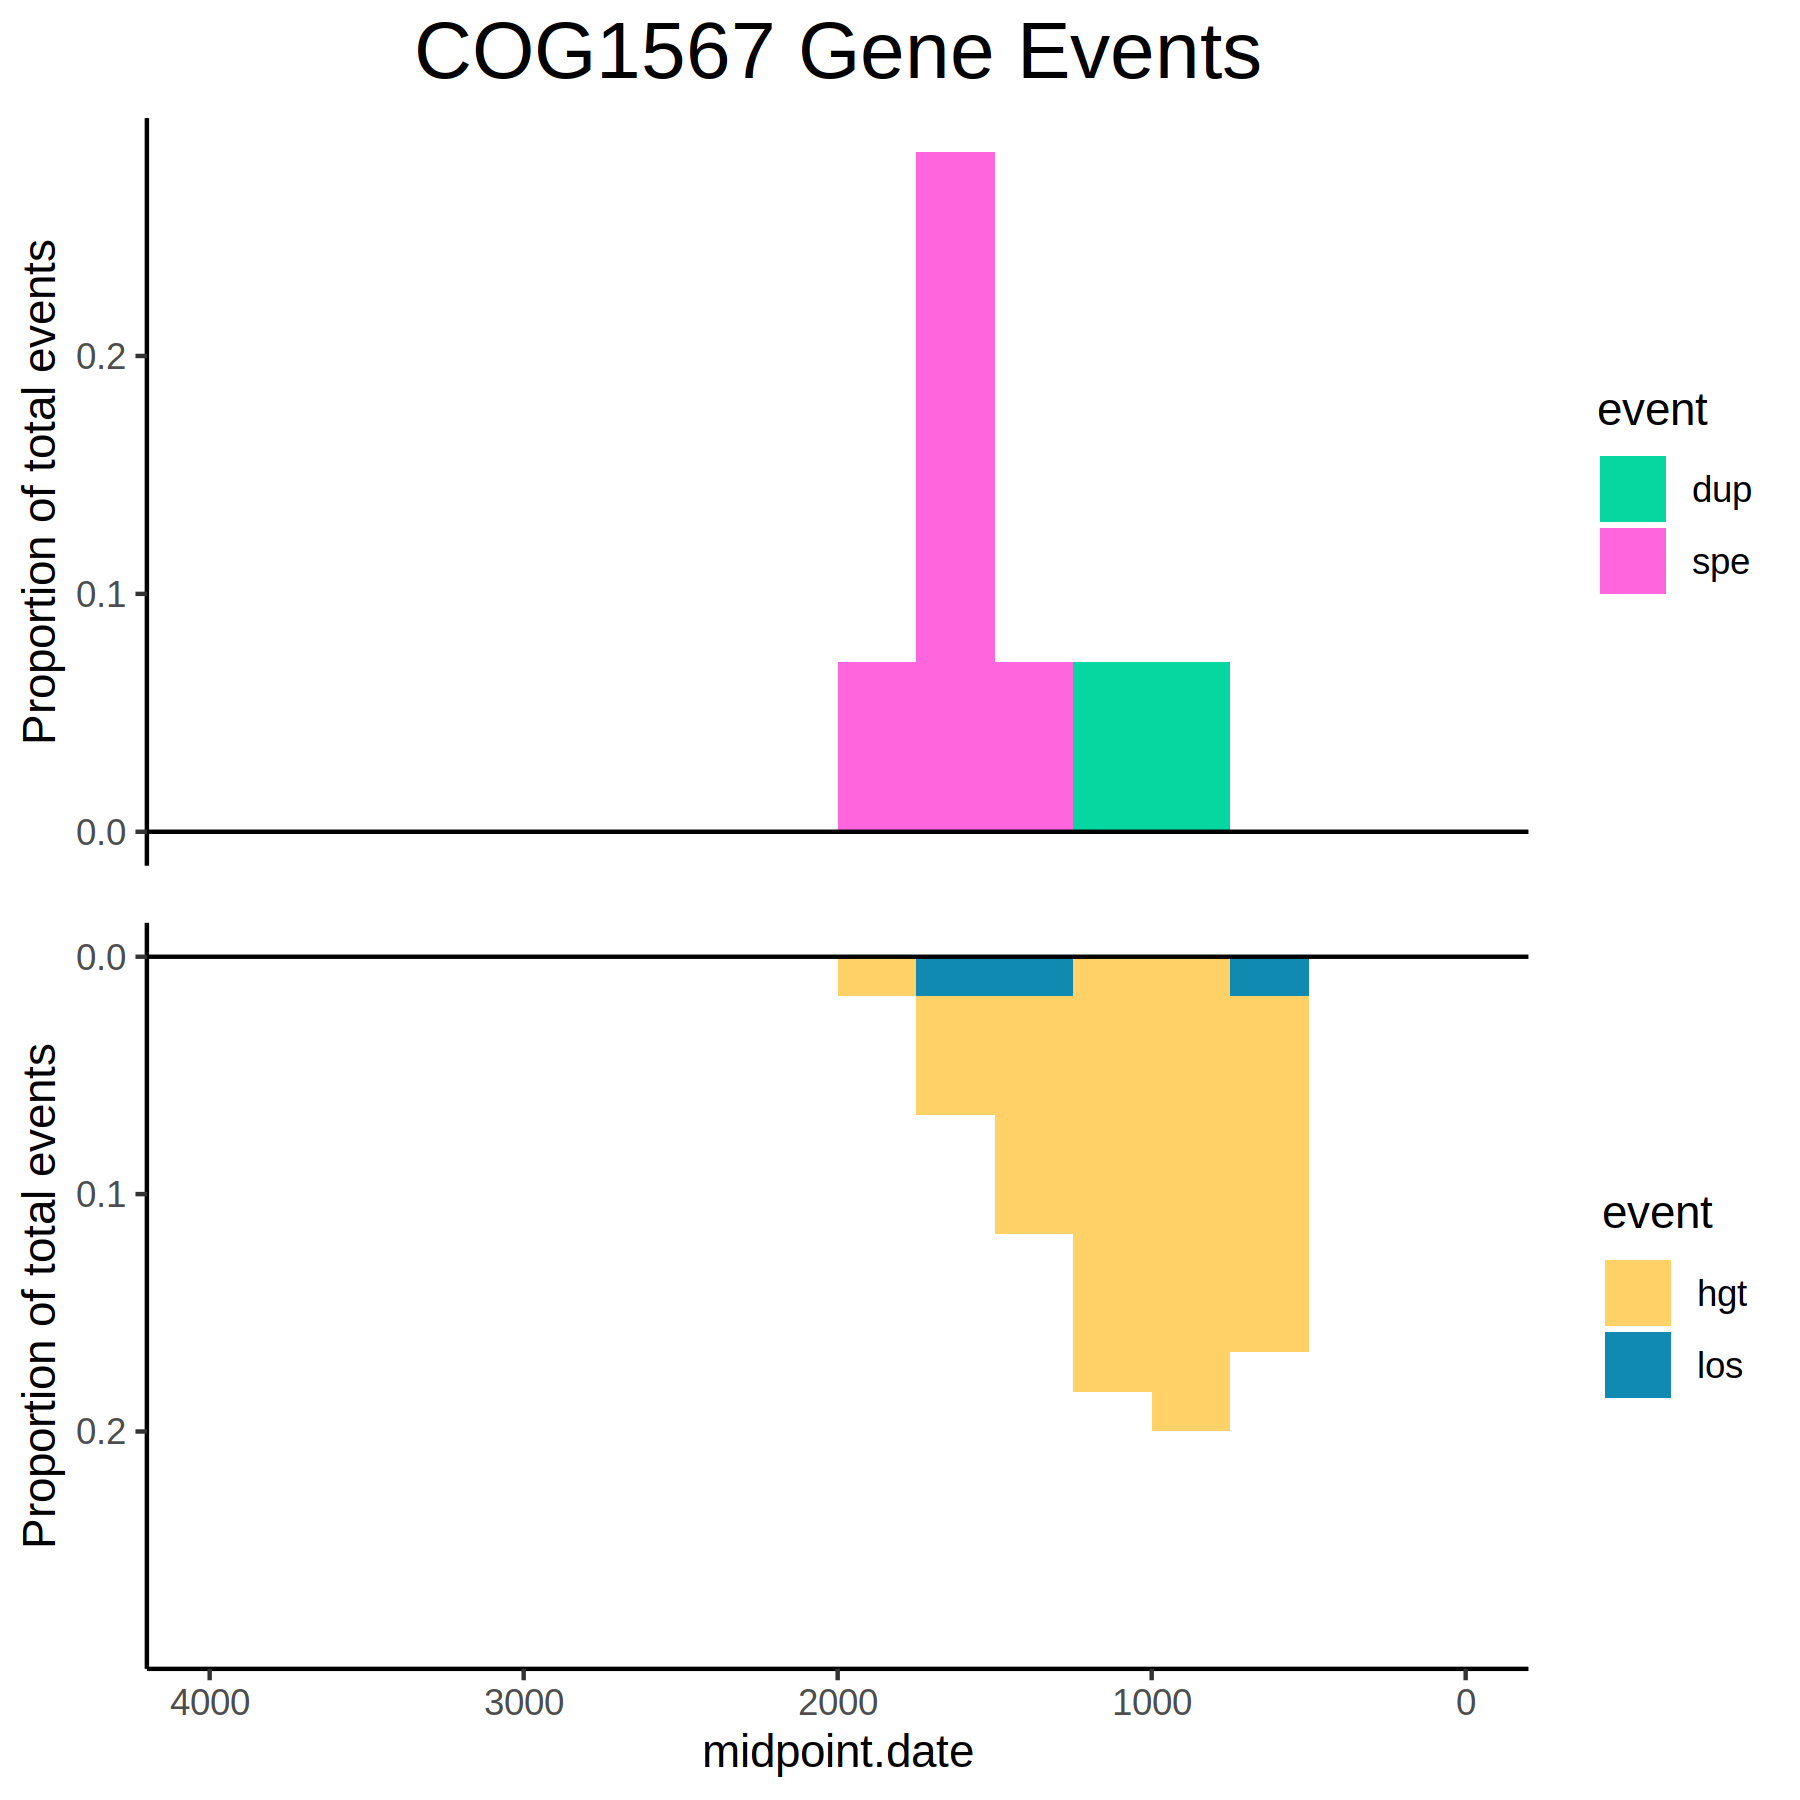 COG1567 Gene Events
Proportion of total events
0.2
0.1
0.0
event
dup
spe
Proportion of total events
0.0
0.1
0.2
event
hgt
los
4000 3000 2000 1000 0
midpoint.date